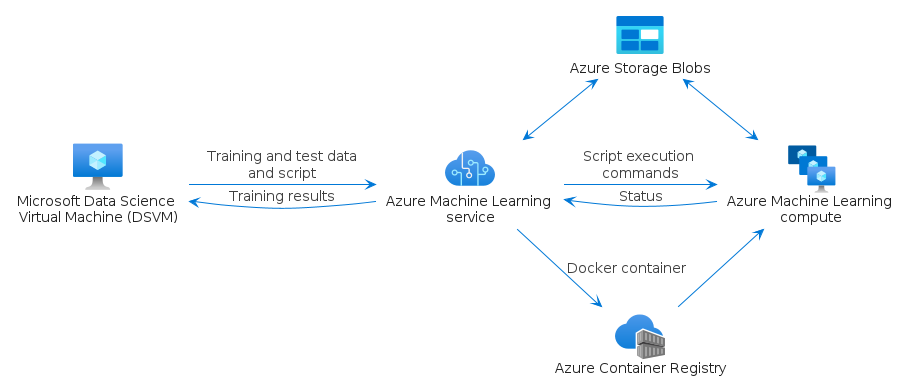 Azure Storage Blobs
Training and test data
and script
Training results
Script execution
commands
Status
Microsoft Data Science
Virtual Machine (DSVM)
Azure Machine Learning
service
Azure Machine Learning
compute
Docker container
Azure Container Registry